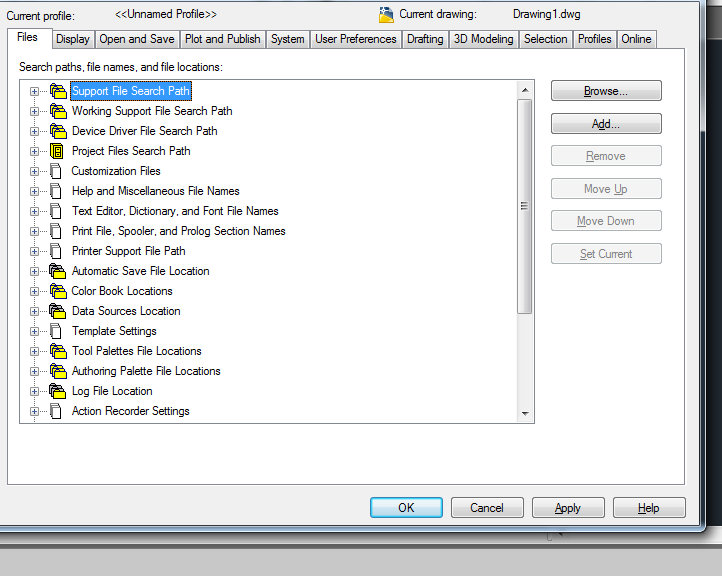 Current profile: <<Unnamed Profile>> Current drawing: Drawing1.dwg
Files Display Open and Save Plot and Publish System User Preferences Drafting 3D Modeling Selection Profiles Online
Search paths, file names, and file locations:
Support File Search Path
Working Support File Search Path
Device Driver File Search Path
Project Files Search Path
Customization Files
Help and Miscellaneous File Names
Text Editor, Dictionary, and Font File Names
Print File, Spooler, and Prolog Section Names
Printer Support File Path
Automatic Save File Location
Color Book Locations
Data Sources Location
Template Settings
Tool Palettes File Locations
Authoring Palette File Locations
Log File Location
Action Recorder Settings
Browse...
Add...
Remove
Move Up
Move Down
Set Current
OK Cancel Apply Help